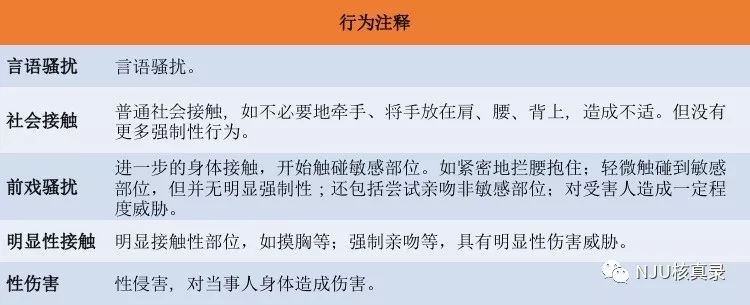 行为注释
言语骚扰 言语骚扰。
社会接触 普通社会接触，如不必要地牵手、将手放在肩、腰、背上，造成不适。但没有
更多强制性行为。
前戏骚扰 进一步的身体接触，开始触碰敏感部位。如紧密地拦腰抱住；轻微触碰到敏感
部位，但并无明显强制性；还包括尝试亲吻非敏感部位；对受害人造成一定程
度威胁。
明显性接触 明显接触性部位，如摸胸等；强制亲吻等，具有明显性伤害威胁。
性伤害 性侵害，对当事人身体造成伤害。
NJU核真录